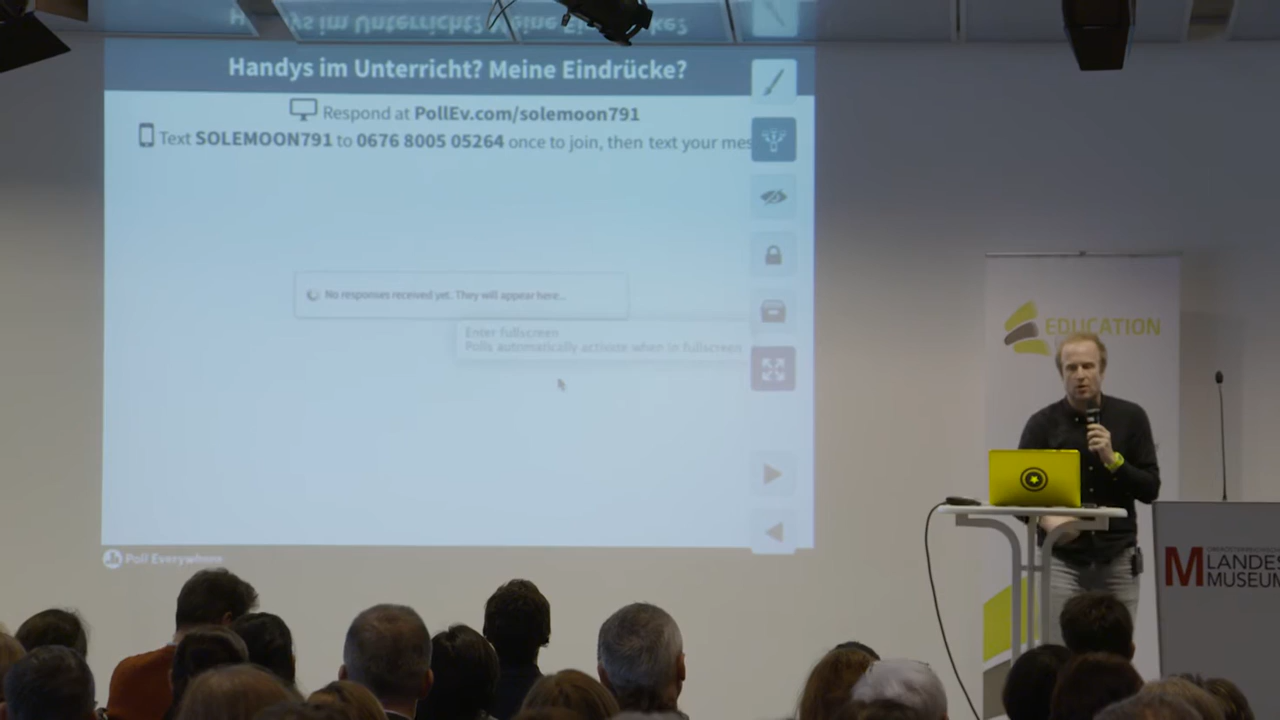 Handys im Unterricht? Meine Eindrücke?
Respond at PollEv.com/solemoon791
Text SOLEMOON791 to 0676 8005 05264 once to join, then text your mes
No responses received yet. They will appear here...
Enter fullscreen
Polls automatically activate when in fullscreen
Poll Everywhere
EDUCATION
M LANDES
MUSEUM